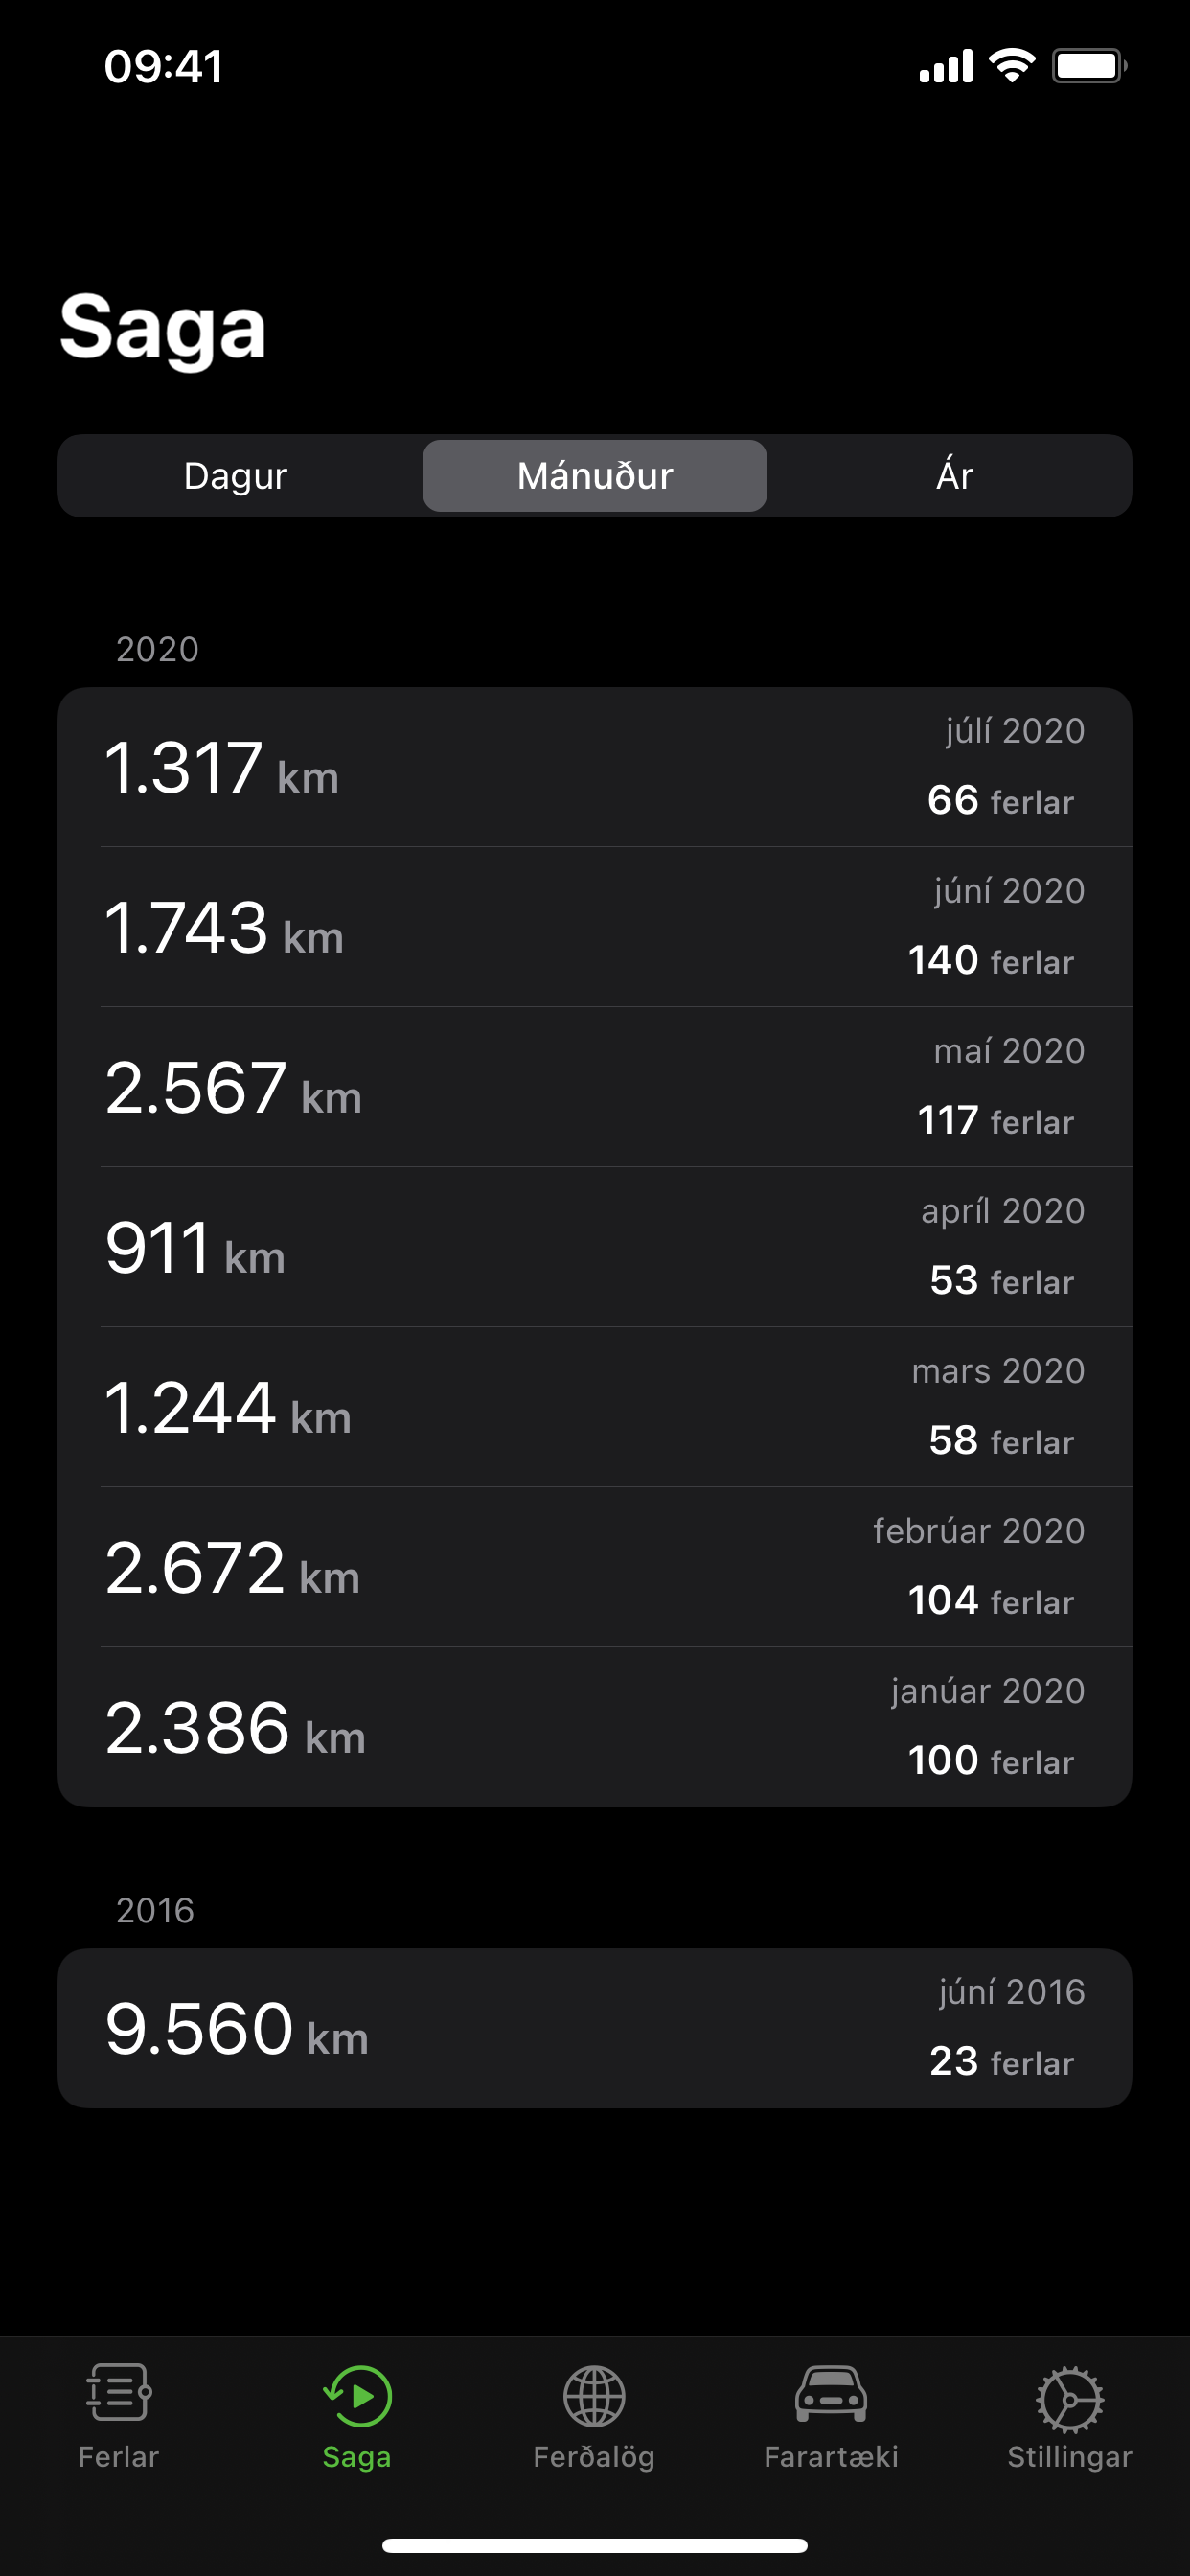 09:41
Saga
Dagur Mánuður Ár
2020
1.317 km
júlí 2020
66 ferlar
1.743 km
júní 2020
140 ferlar
2.567 km
maí 2020
117 ferlar
911 km
apríl 2020
53 ferlar
1.244 km
mars 2020
58 ferlar
2.672 km
febrúar 2020
104 ferlar
2.386 km
janúar 2020
100 ferlar
2016
9.560 km
júní 2016
23 ferlar
Ferlar Saga Ferðalög Farartæki Stillingar